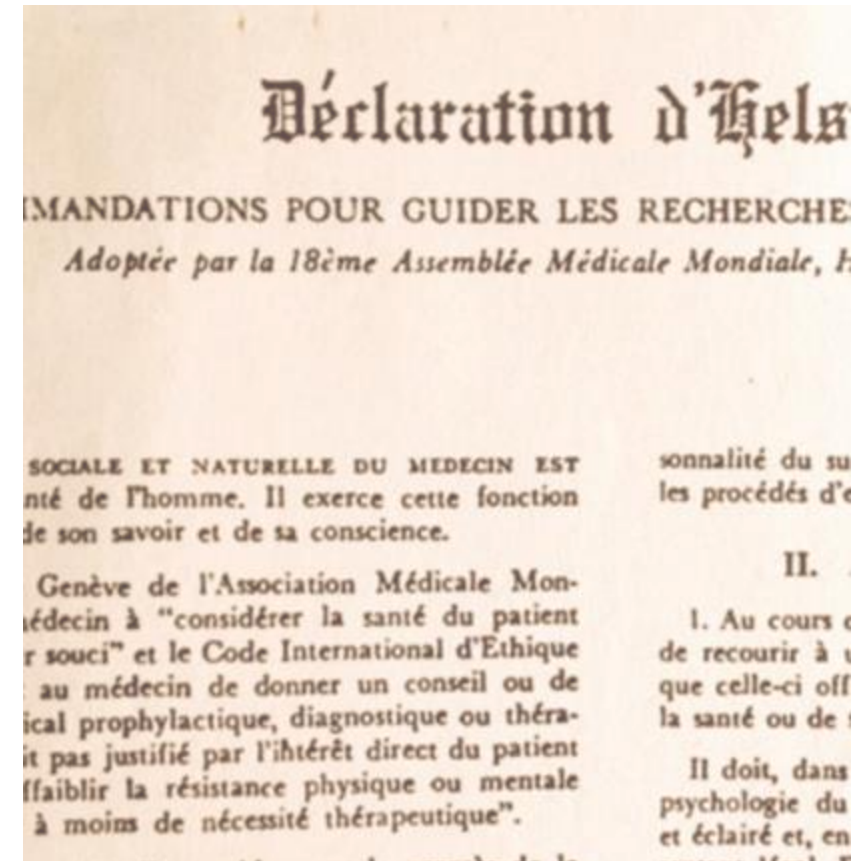 Déclaration d'Hels
MMANDATIONS POUR GUIDER LES RECHERCHES
Adoptée par la 18ème Assemblée Médicale Mondiale, H
SOCIALE ET NATURELLE DU MEDECIN EST
nté de l'homme. Il exerce cette fonction
de son savoir et de sa conscience.
Genève de l'Association Médicale Mon-
médecin à "considérer la santé du patient
r souci" et le Code International d'Ethique
au médecin de donner un conseil ou de
ical prophylactique, diagnostique ou théra-
it pas justifié par l'intérêt direct du patient
ffaiblir la résistance physique ou mentale
à moins de nécessité thérapeutique".
sonnalité du su
les procédés d'e
II.
1. Au cours
de recourir à
que celle-ci off
la santé ou de
Il doit, dans
psychologie du
et éclairé et, en